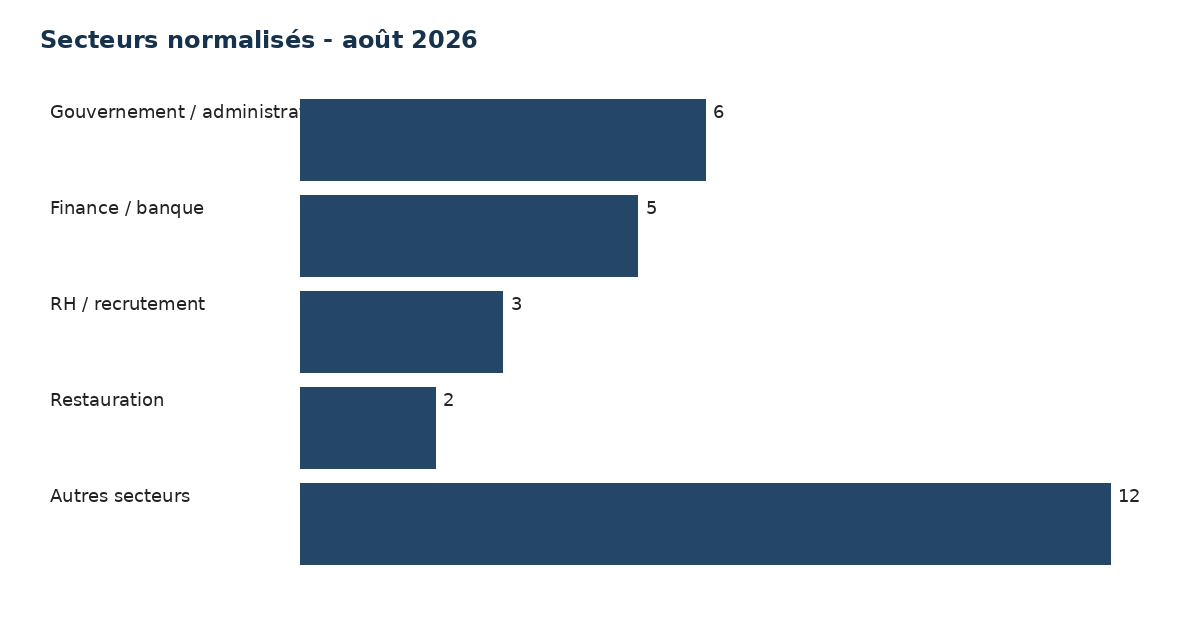 Secteurs normalisés - août 2026
Gouvernement / administra
6
Finance / banque
5
RH / recrutement
3
Restauration
2
Autres secteurs
12